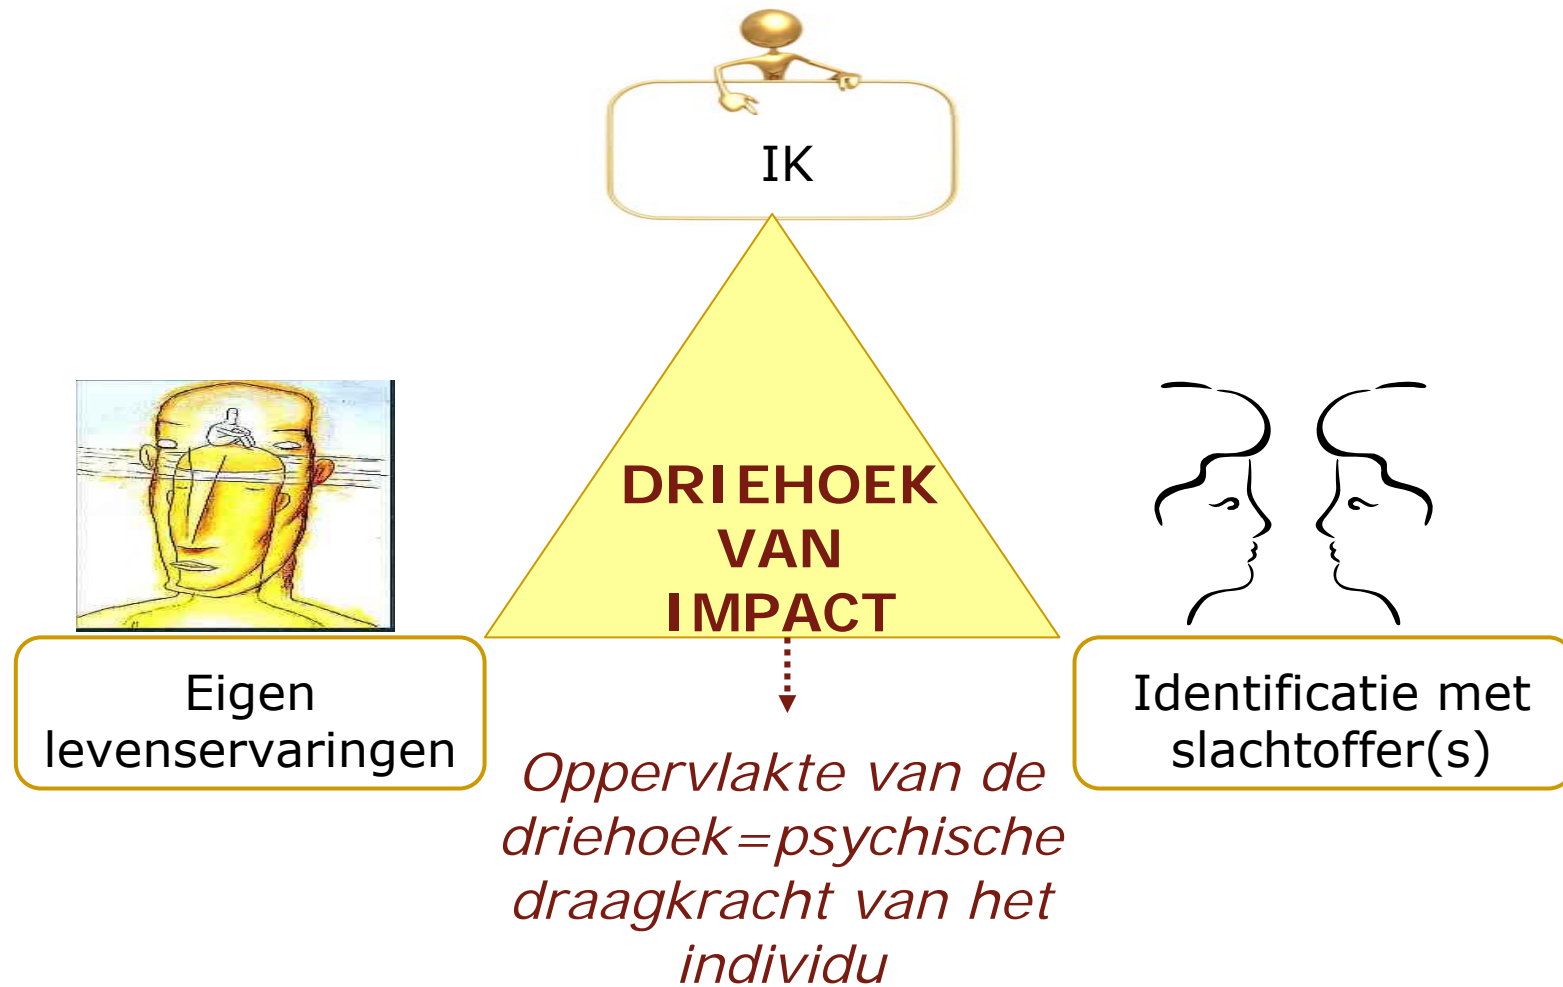 IK
DRIEHOEK
VAN
IMPACT
Eigen
levenservaringen
Identificatie met
slachtoffer(s)
Oppervlakte van de
driehoek=psychische
draagkracht van het
individu